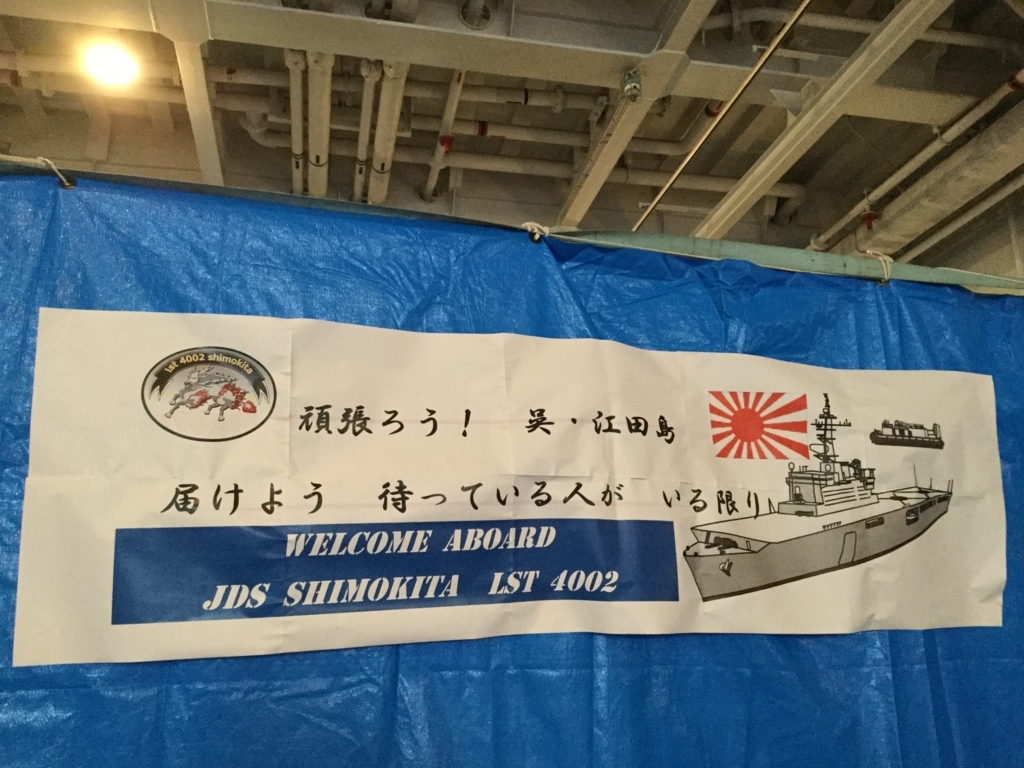 lst 4002 shimokita
頑張ろう! 呉・江田島
届けよう 待っている人が いる限り
WELCOME ABOARD
JDS SHIMOKITA LST 4002